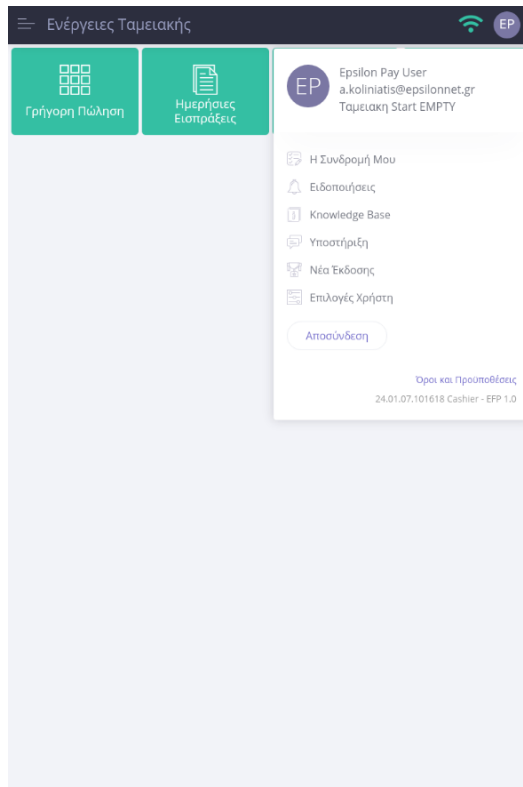 Ενέργειες Ταμειακής
EP
Γρήγορη Πώληση
Ημερήσιες
Εισπράξεις
EP
Epsilon Pay User
a.koliniatis@epsilonnet.gr
Ταμειακη Start EMPTY
Η Συνδρομή Μου
Ειδοποιήσεις
Knowledge Base
Υποστήριξη
Νέα Έκδοσης
Επιλογές Χρήστη
Αποσύνδεση
Όροι και Προϋποθέσεις
24.01.07.101618 Cashier - EFP 1.0